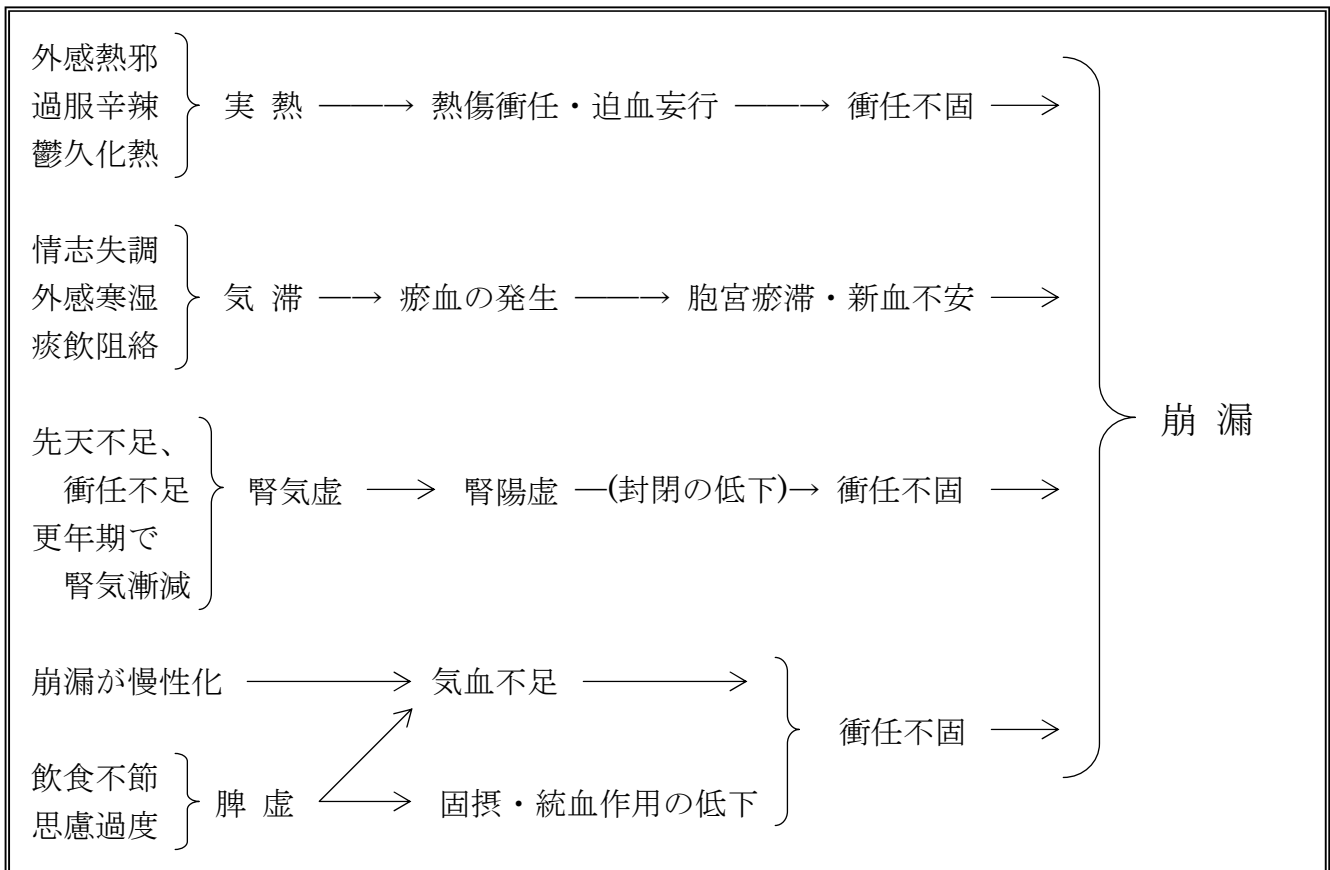 外感熱邪
過服辛辣 実 熱 ――→ 熱傷衝任・迫血妄行 ――→ 衝任不固 ―→
鬱久化熱
情志失調
外感寒湿 気 滞 ―→ 瘀血の発生 ――→ 胞宮瘀滞・新血不安 ―→
痰飲阻絡
崩 漏
先天不足、
衝任不足 腎気虚 ―→ 腎陽虚 ―(封閉の低下)→ 衝任不固 ―→
更年期で
腎気漸減
崩漏が慢性化 ――→ 気血不足 ――→
衝任不固 ―→
飲食不節
脾 虚 ―→ 固摂・統血作用の低下
思慮過度